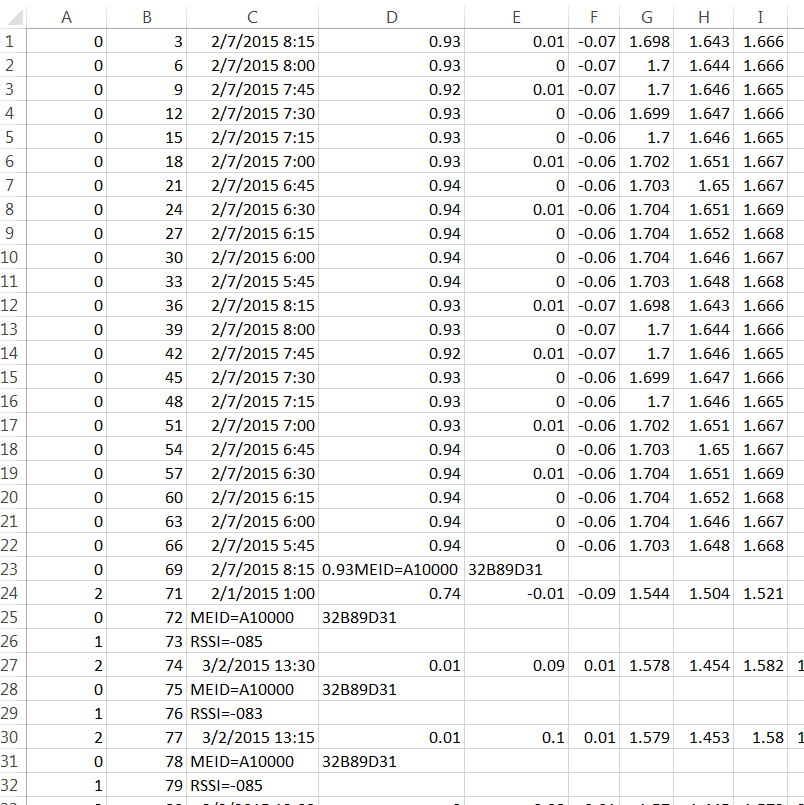 A B C D E F G H I
1 0 3 2/7/2015 8:15 0.93 0.01 -0.07 1.698 1.643 1.666
2 0 6 2/7/2015 8:00 0.93 0 -0.07 1.7 1.644 1.666
3 0 9 2/7/2015 7:45 0.92 0.01 -0.07 1.7 1.646 1.665
4 0 12 2/7/2015 7:30 0.93 0 -0.06 1.699 1.647 1.666
5 0 15 2/7/2015 7:15 0.93 0 -0.06 1.7 1.646 1.665
6 0 18 2/7/2015 7:00 0.93 0.01 -0.06 1.702 1.651 1.667
7 0 21 2/7/2015 6:45 0.94 0 -0.06 1.703 1.65 1.667
8 0 24 2/7/2015 6:30 0.94 0.01 -0.06 1.704 1.651 1.669
9 0 27 2/7/2015 6:15 0.94 0 -0.06 1.704 1.652 1.668
10 0 30 2/7/2015 6:00 0.94 0 -0.06 1.704 1.646 1.667
11 0 33 2/7/2015 5:45 0.94 0 -0.06 1.703 1.648 1.668
12 0 36 2/7/2015 8:15 0.93 0.01 -0.07 1.698 1.643 1.666
13 0 39 2/7/2015 8:00 0.93 0 -0.07 1.7 1.644 1.666
14 0 42 2/7/2015 7:45 0.92 0.01 -0.07 1.7 1.646 1.665
15 0 45 2/7/2015 7:30 0.93 0 -0.06 1.699 1.647 1.666
16 0 48 2/7/2015 7:15 0.93 0 -0.06 1.7 1.646 1.665
17 0 51 2/7/2015 7:00 0.93 0.01 -0.06 1.702 1.651 1.667
18 0 54 2/7/2015 6:45 0.94 0 -0.06 1.703 1.65 1.667
19 0 57 2/7/2015 6:30 0.94 0.01 -0.06 1.704 1.651 1.669
20 0 60 2/7/2015 6:15 0.94 0 -0.06 1.704 1.652 1.668
21 0 63 2/7/2015 6:00 0.94 0 -0.06 1.704 1.646 1.667
22 0 66 2/7/2015 5:45 0.94 0 -0.06 1.703 1.648 1.668
23 0 69 2/7/2015 8:15 0.93MEID=A10000 32B89D31
24 2 71 2/1/2015 1:00 0.74 -0.01 -0.09 1.544 1.504 1.521
25 0 72 MEID=A10000 32B89D31
26 1 73 RSSI=-085
27 2 74 3/2/2015 13:30 0.01 0.09 0.01 1.578 1.454 1.582 1
28 0 75 MEID=A10000 32B89D31
29 1 76 RSSI=-083
30 2 77 3/2/2015 13:15 0.01 0.1 0.01 1.579 1.453 1.58 1
31 0 78 MEID=A10000 32B89D31
32 1 79 RSSI=-085